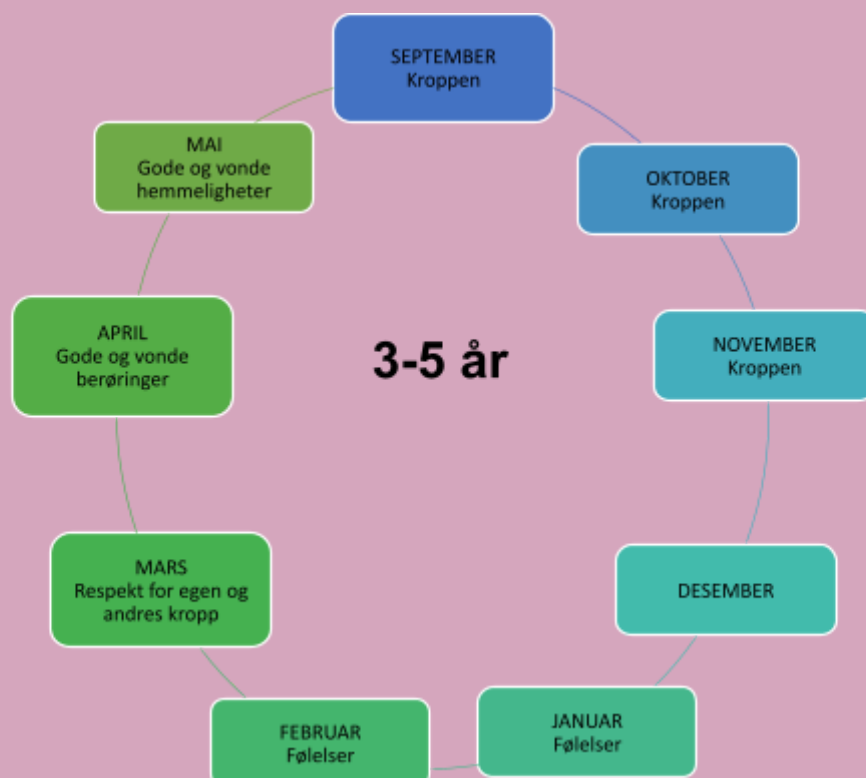 SEPTEMBER
Kroppen
OKTOBER
Kroppen
NOVEMBER
Kroppen
DESEMBER
JANUAR
Følelser
FEBRUAR
Følelser
MARS
Respekt for egen og
andres kropp
APRIL
Gode og vonde
berøringer
MAI
Gode og vonde
hemmeligheter
3-5 år